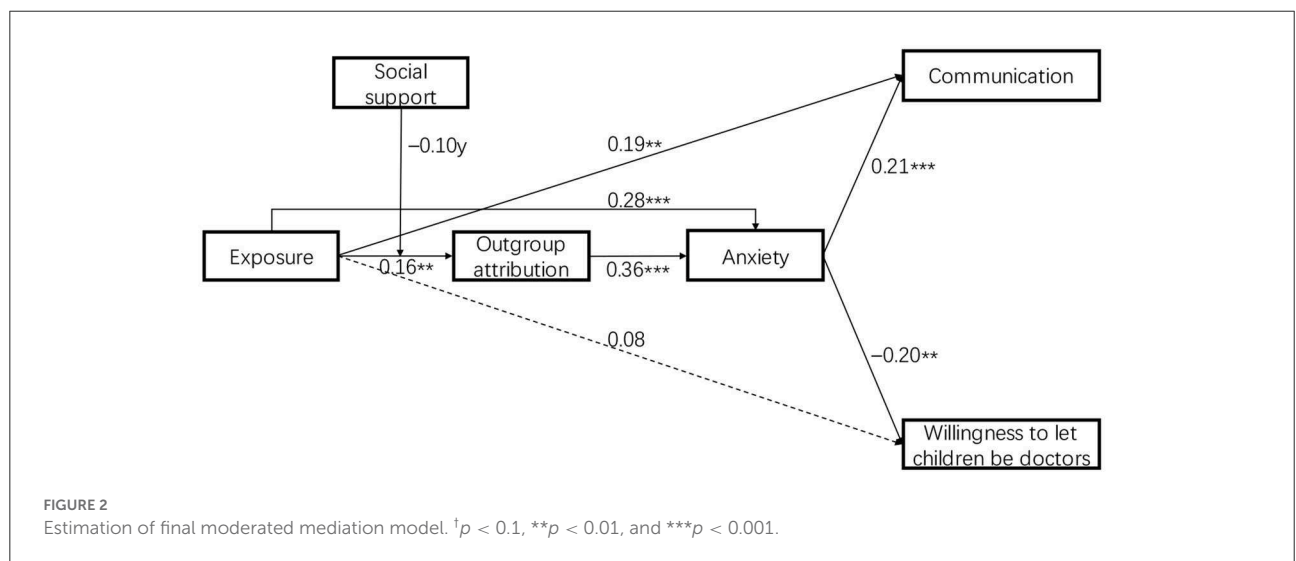 Social
support
Communication
−0.10y
0.19**
0.21***
0.28***
Exposure
Outgroup
attribution
Anxiety
0.16**
0.36***
0.08
−0.20**
Willingness to let
children be doctors
FIGURE 2
Estimation of final moderated mediation model. †p < 0.1, **p < 0.01, and ***p < 0.001.